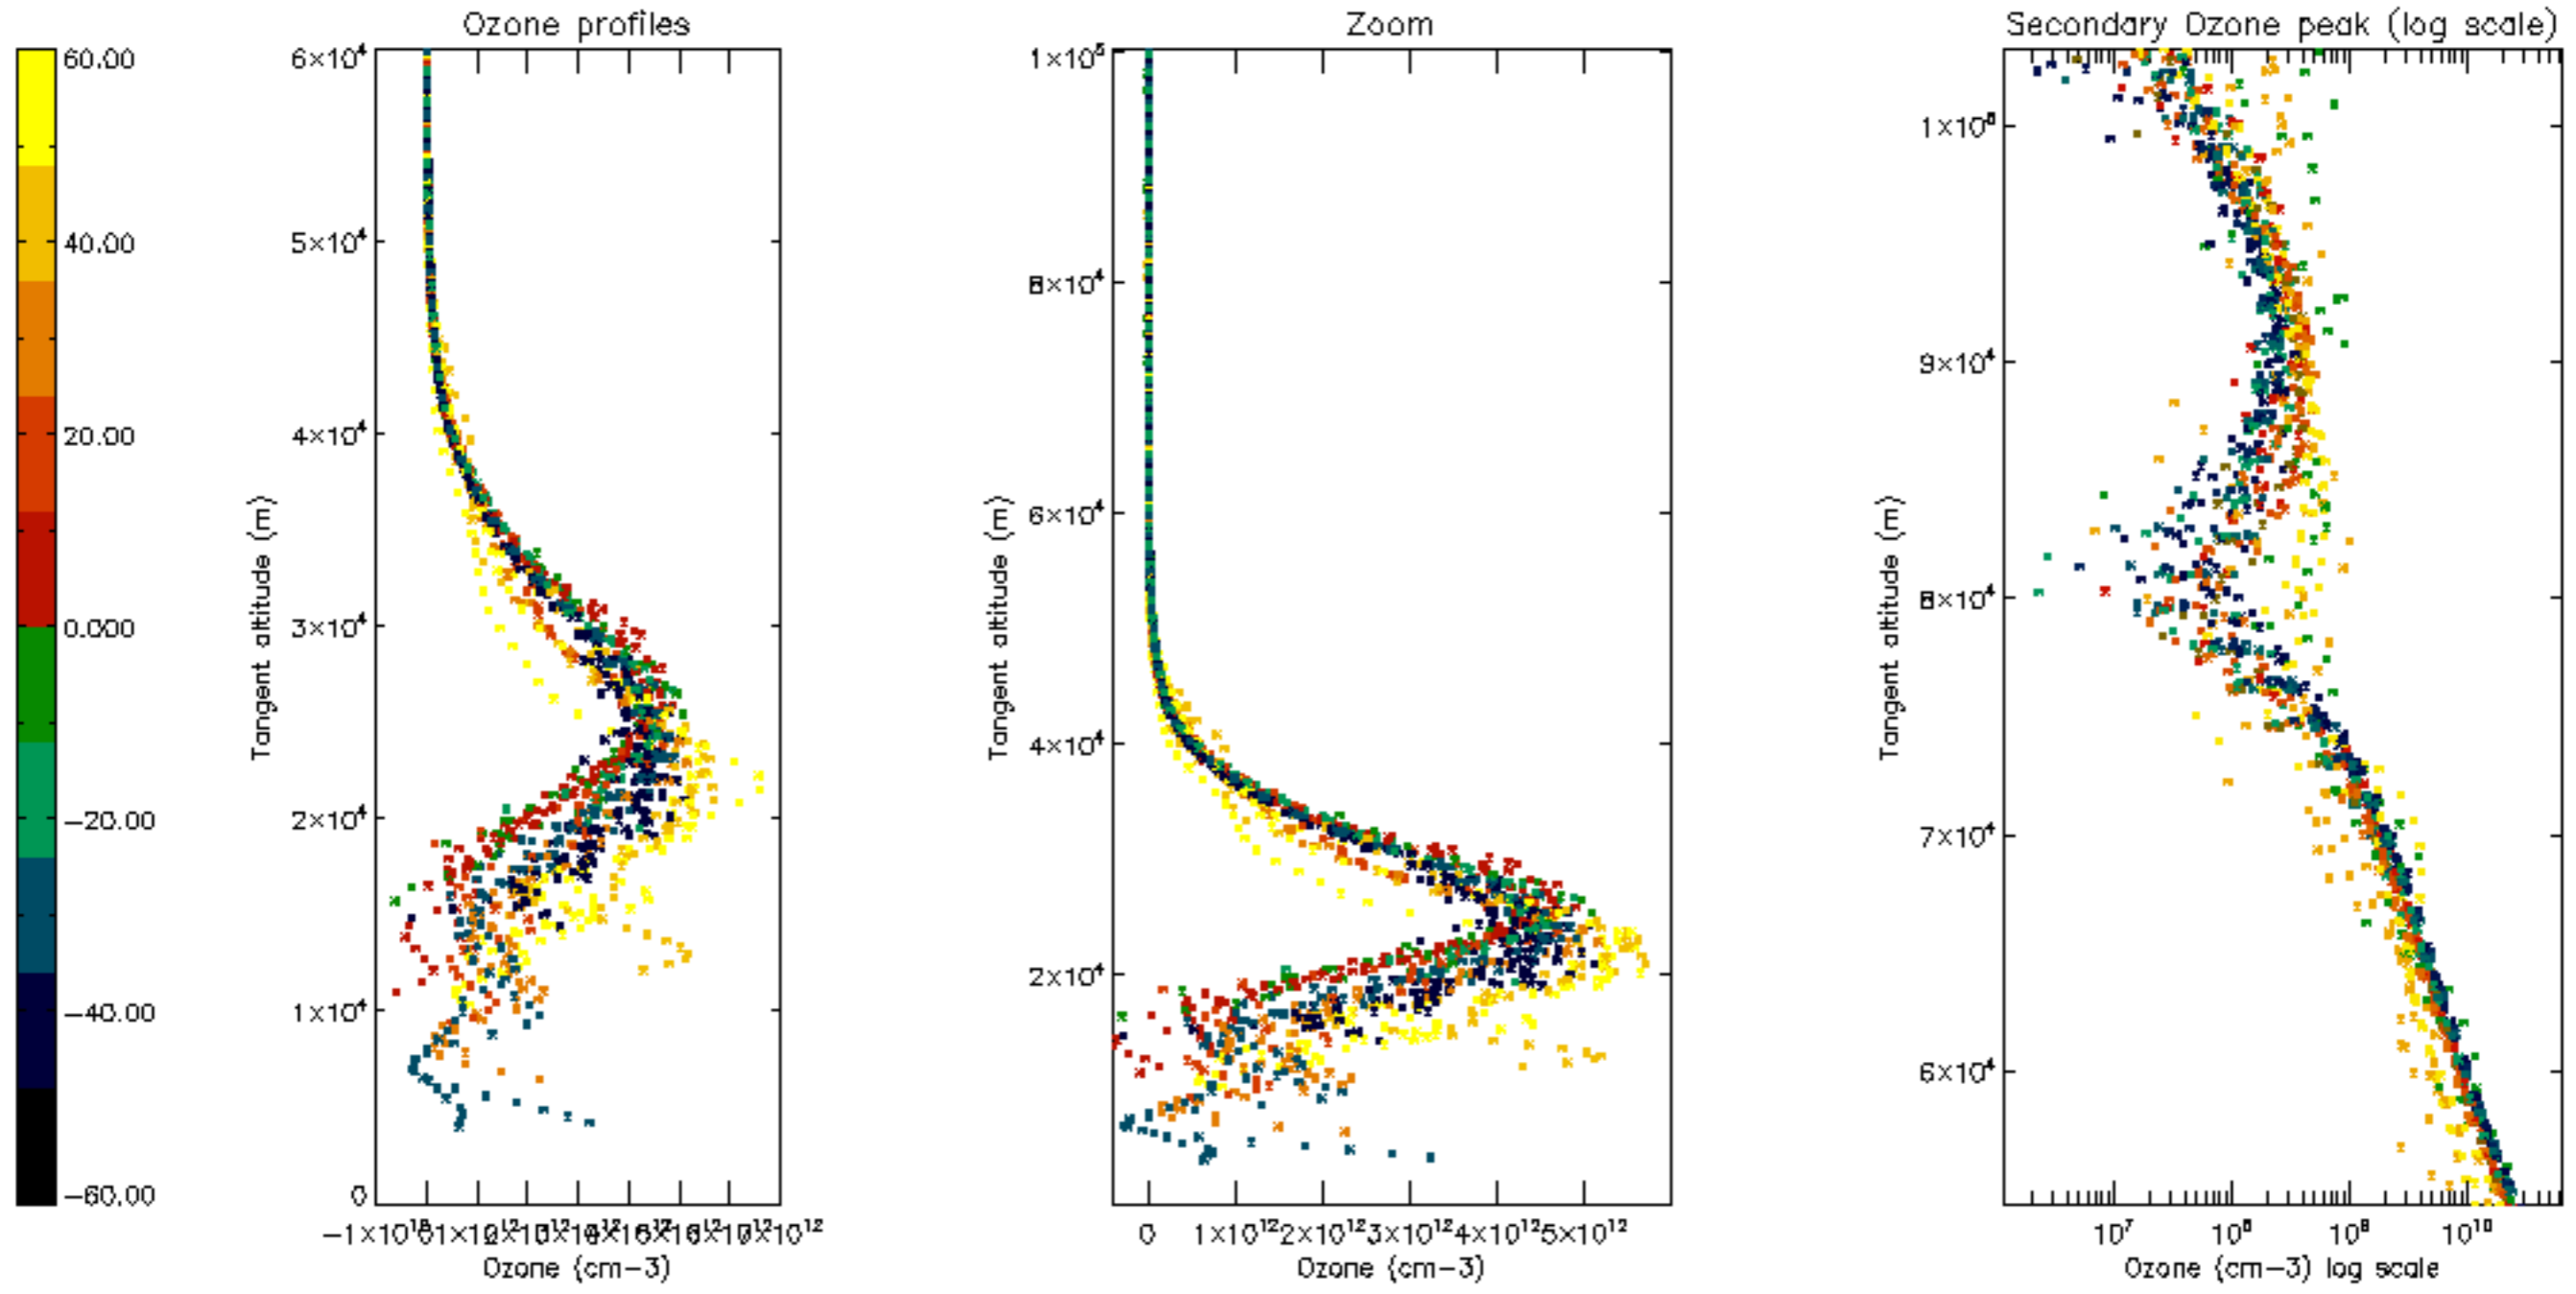 Ozone profiles
Zoom
Secondary Ozone peak (log scale)
60.00
40.00
20.00
0.000
−20.00
−40.00
−60.00
6×10⁴
5×10⁴
4×10⁴
3×10⁴
2×10⁴
1×10⁴
0
Tangent altitude (m)
Ozone (cm−3)
1×10⁵
8×10⁴
6×10⁴
4×10⁴
2×10⁴
Tangent altitude (m)
0 1×10¹² 2×10¹² 3×10¹² 4×10¹² 5×10¹²
Ozone (cm−3)
1×10⁵
9×10⁴
8×10⁴
7×10⁴
6×10⁴
Tangent altitude (m)
10⁷ 10⁸ 10⁹ 10¹⁰
Ozone (cm−3) log scale